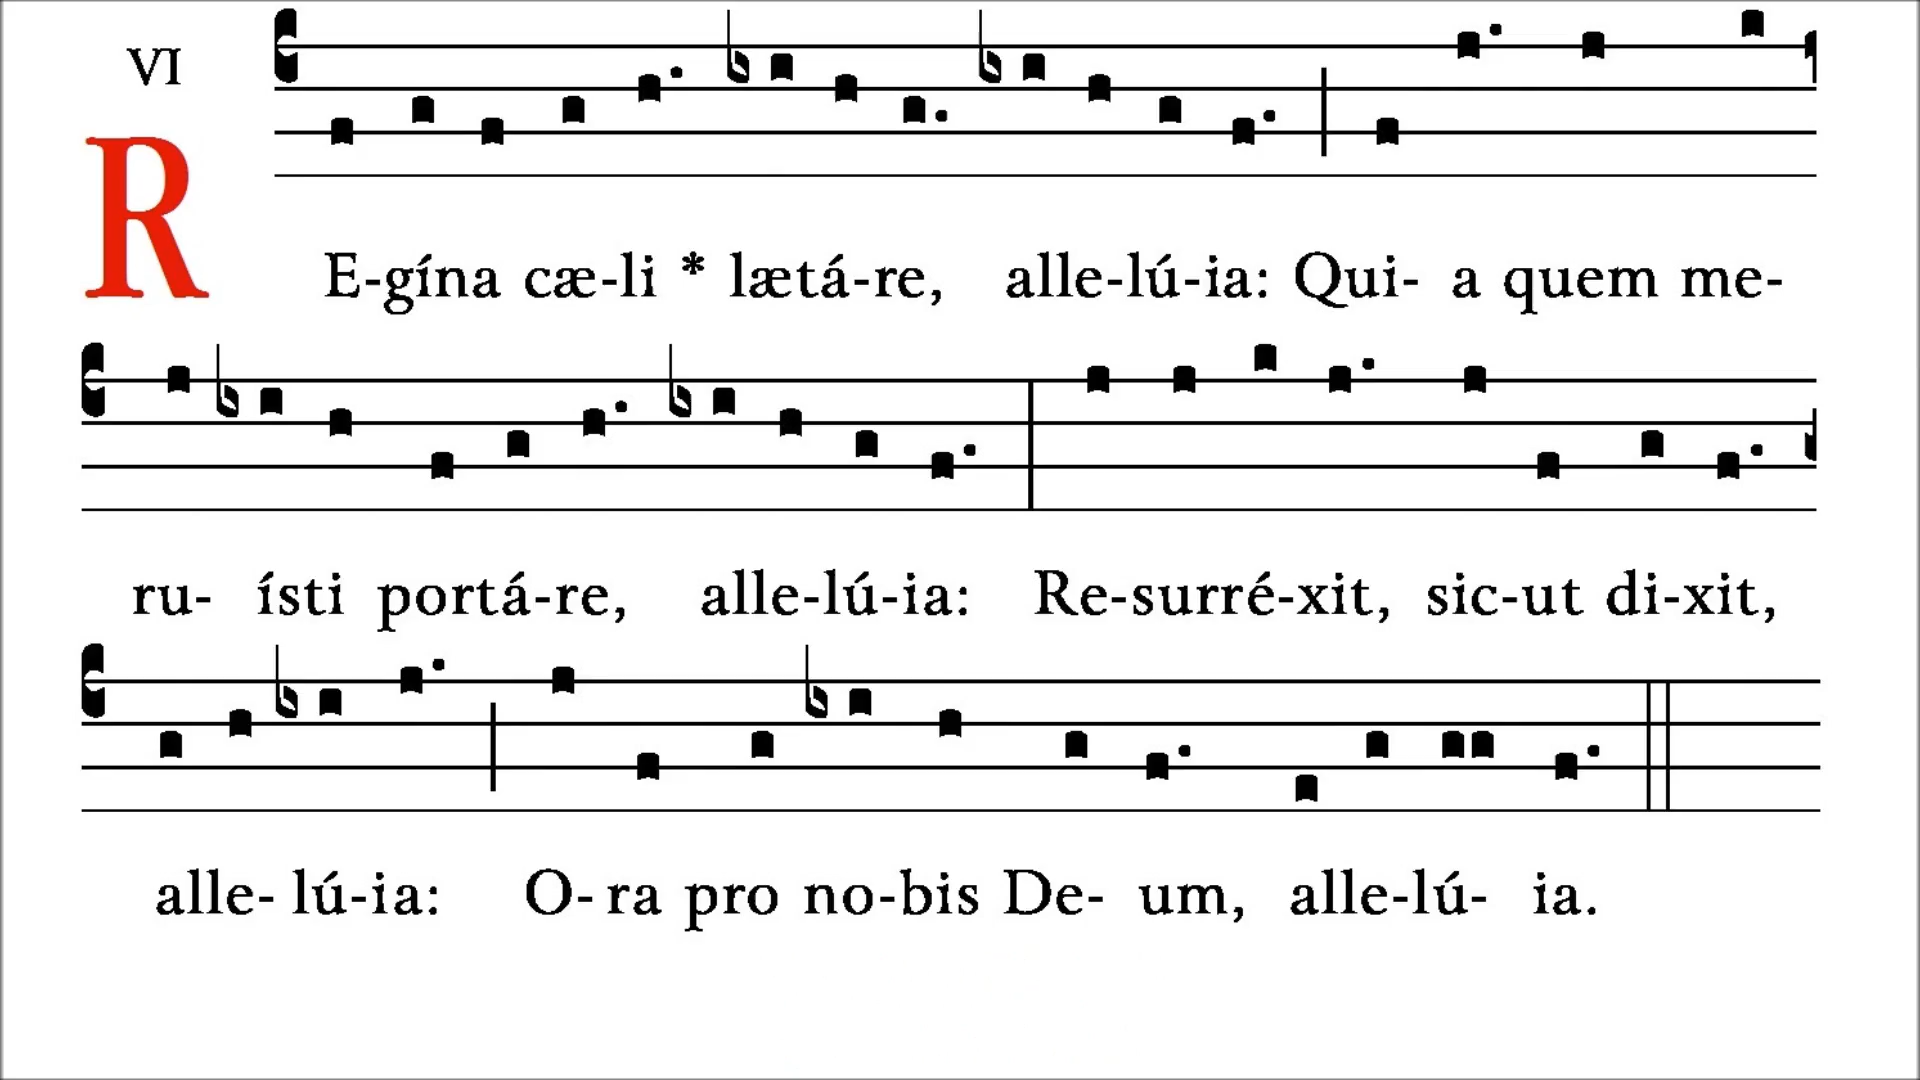 VI
RE-gína cæ-li * lætá-re, alle-lú-ia: Qui- a quem me-
ru- ísti portá-re, alle-lú-ia: Re-surré-xit, sic-ut di-xit,
alle- lú-ia: O- ra pro no-bis De- um, alle-lú- ia.